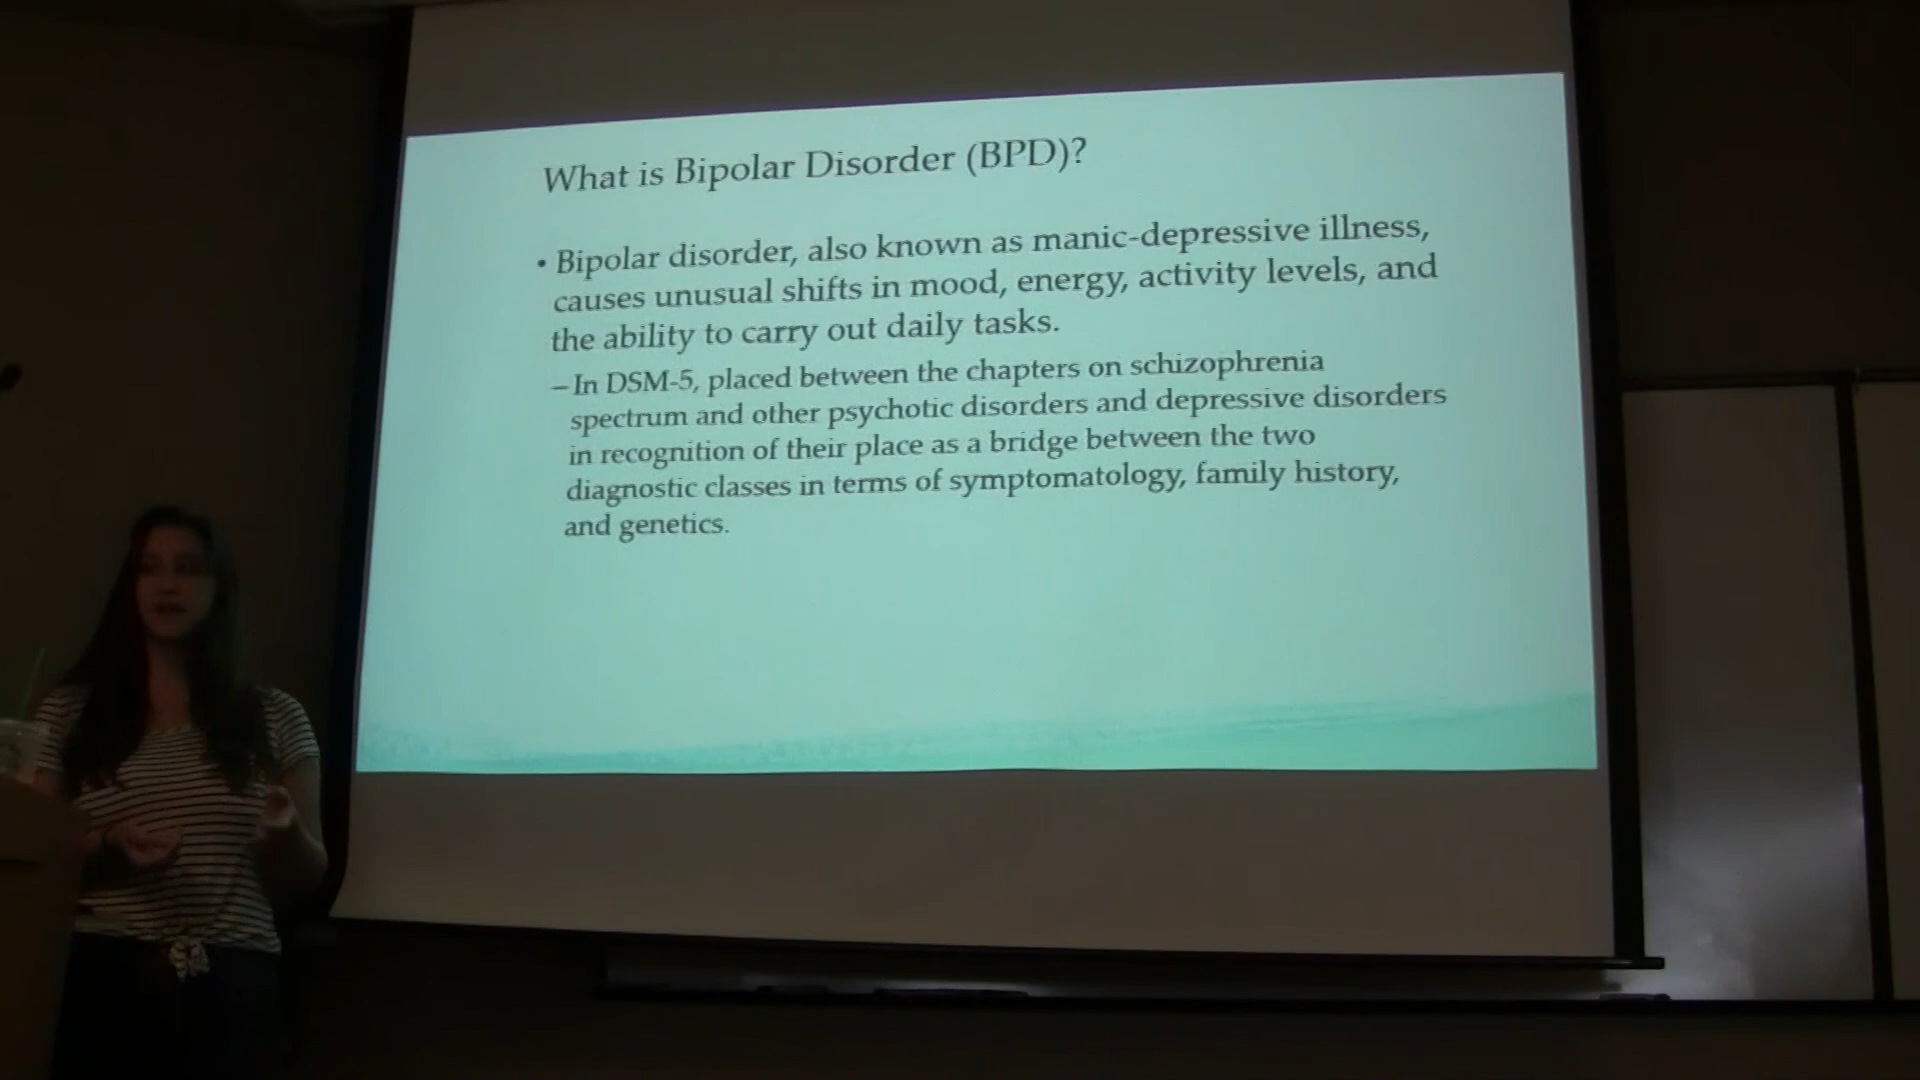 What is Bipolar Disorder (BPD)?
• Bipolar disorder, also known as manic-depressive illness,
causes unusual shifts in mood, energy, activity levels, and
the ability to carry out daily tasks.
– In DSM-5, placed between the chapters on schizophrenia
spectrum and other psychotic disorders and depressive disorders
in recognition of their place as a bridge between the two
diagnostic classes in terms of symptomatology, family history,
and genetics.